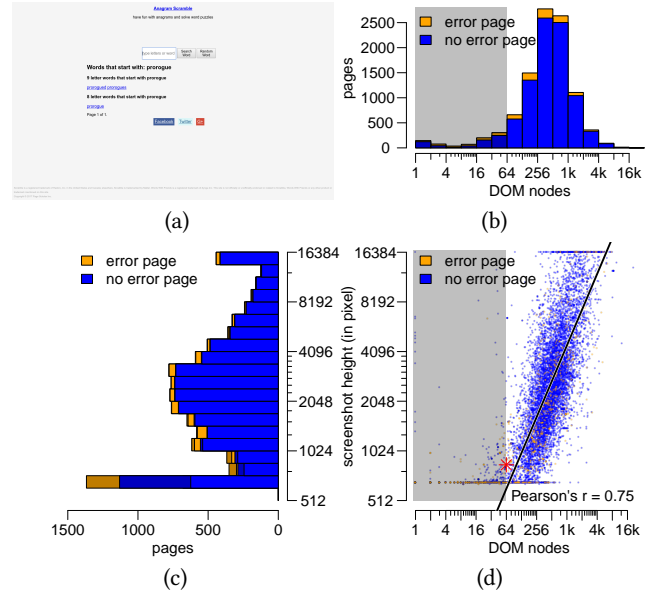 Anagram Scramble
have fun with anagrams and solve word puzzles
Search Word
Random Word
Words that start with: prorogue
9 letter words that start with prorogue
prorogued prorogues
8 letter words that start with prorogue
prorogue
Page 1 of 1
Facebook Twitter
(a)
error page
no error page
pages
2500
2000
1500
1000
500
0
1 4 16 64 256 1k 4k 16k
DOM nodes
(b)
error page
no error page
16384
8192
4096
2048
1024
512
1500 1000 500 0
pages
(c)
error page
no error page
screenshot height (in pixel)
16384
8192
4096
2048
1024
512
Pearson's r = 0.75
1 4 16 64 256 1k 4k 16k
DOM nodes
(d)